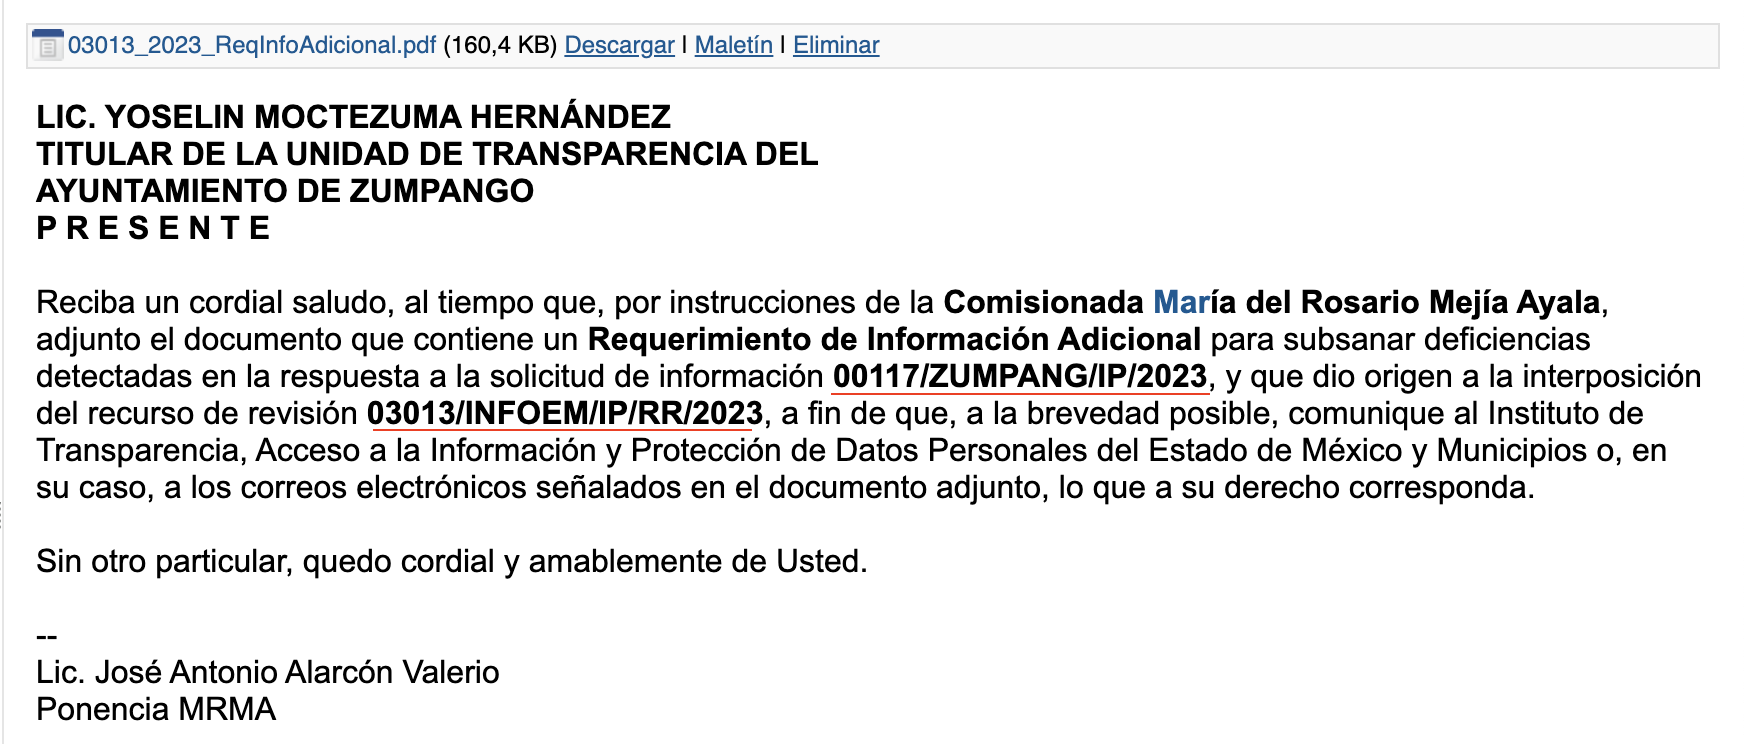 03013_2023_ReqInfoAdicional.pdf (160,4 KB) Descargar | Maletín | Eliminar
LIC. YOSELIN MOCTEZUMA HERNÁNDEZ
TITULAR DE LA UNIDAD DE TRANSPARENCIA DEL
AYUNTAMIENTO DE ZUMPANGO
P R E S E N T E
Reciba un cordial saludo, al tiempo que, por instrucciones de la Comisionada María del Rosario Mejía Ayala,
adjunto el documento que contiene un Requerimiento de Información Adicional para subsanar deficiencias
detectadas en la respuesta a la solicitud de información 00117/ZUMPANG/IP/2023, y que dio origen a la interposición
del recurso de revisión 03013/INFOEM/IP/RR/2023, a fin de que, a la brevedad posible, comunique al Instituto de
Transparencia, Acceso a la Información y Protección de Datos Personales del Estado de México y Municipios o, en
su caso, a los correos electrónicos señalados en el documento adjunto, lo que a su derecho corresponda.
Sin otro particular, quedo cordial y amablemente de Usted.
--
Lic. José Antonio Alarcón Valerio
Ponencia MRMA